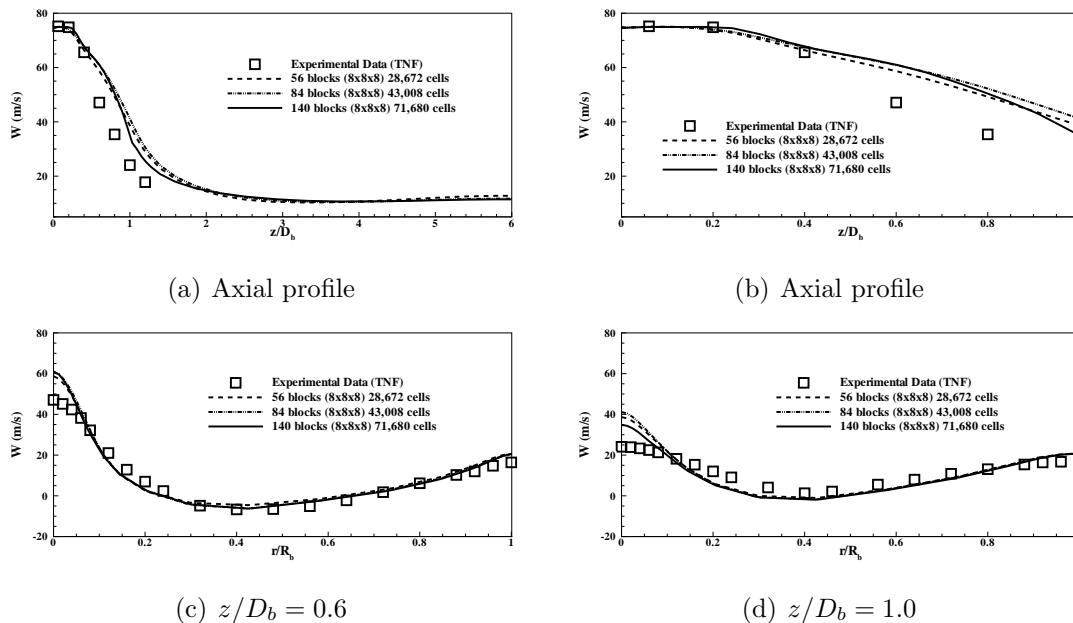 80
60
40
20
W (m/s)
Experimental Data (TNF)
56 blocks (8x8x8) 28,672 cells
84 blocks (8x8x8) 43,008 cells
140 blocks (8x8x8) 71,680 cells
0 1 2 3 4 5 6
z/D_b
(a) Axial profile
80
60
40
20
W (m/s)
Experimental Data (TNF)
56 blocks (8x8x8) 28,672 cells
84 blocks (8x8x8) 43,008 cells
140 blocks (8x8x8) 71,680 cells
0 0.2 0.4 0.6 0.8
z/D_b
(b) Axial profile
80
60
40
20
0
-20
W (m/s)
Experimental Data (TNF)
56 blocks (8x8x8) 28,672 cells
84 blocks (8x8x8) 43,008 cells
140 blocks (8x8x8) 71,680 cells
0 0.2 0.4 0.6 0.8 1
r/R_b
(c) z/D_b = 0.6
80
60
40
20
0
-20
W (m/s)
Experimental Data (TNF)
56 blocks (8x8x8) 28,672 cells
84 blocks (8x8x8) 43,008 cells
140 blocks (8x8x8) 71,680 cells
0 0.2 0.4 0.6 0.8
r/R_b
(d) z/D_b = 1.0